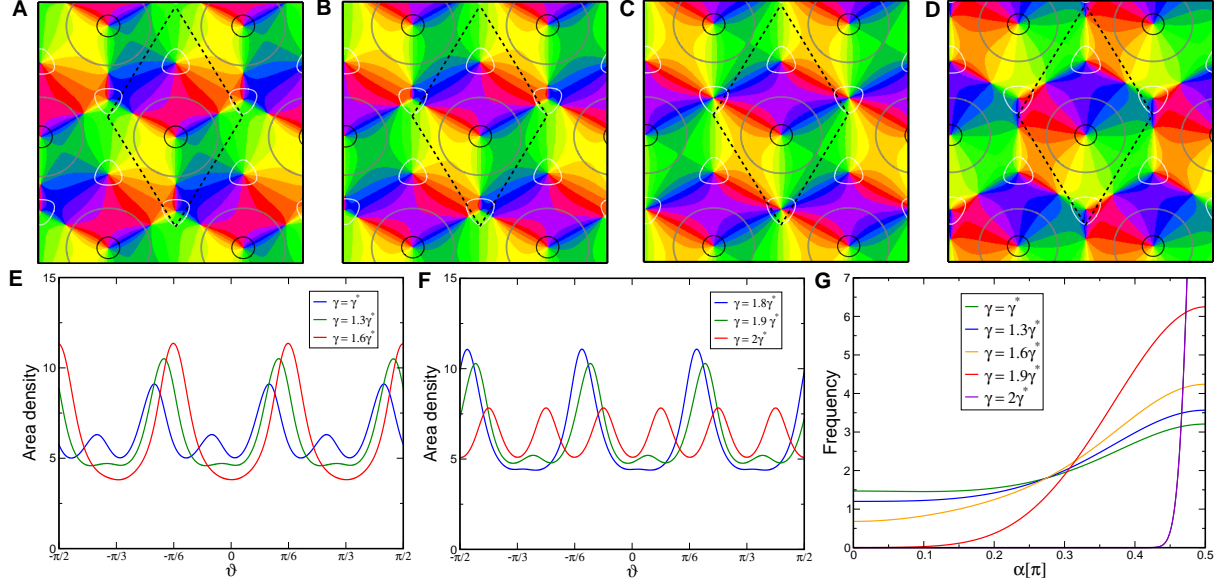 A
B
C
D
E
15
10
5
0
Area density
γ = γ*
γ = 1.3γ*
γ = 1.6γ*
-π/2
-π/3
-π/6
0
π/6
π/3
π/2
ϑ
F
15
10
5
0
Area density
γ = 1.8γ*
γ = 1.9 γ*
γ = 2γ*
-π/2
-π/3
-π/6
0
π/6
π/3
π/2
ϑ
G
7
6
5
4
3
2
1
0
Frequency
γ = γ*
γ = 1.3γ*
γ = 1.6γ*
γ = 1.9γ*
γ = 2γ*
0
0.1
0.2
0.3
0.4
0.5
α[π]